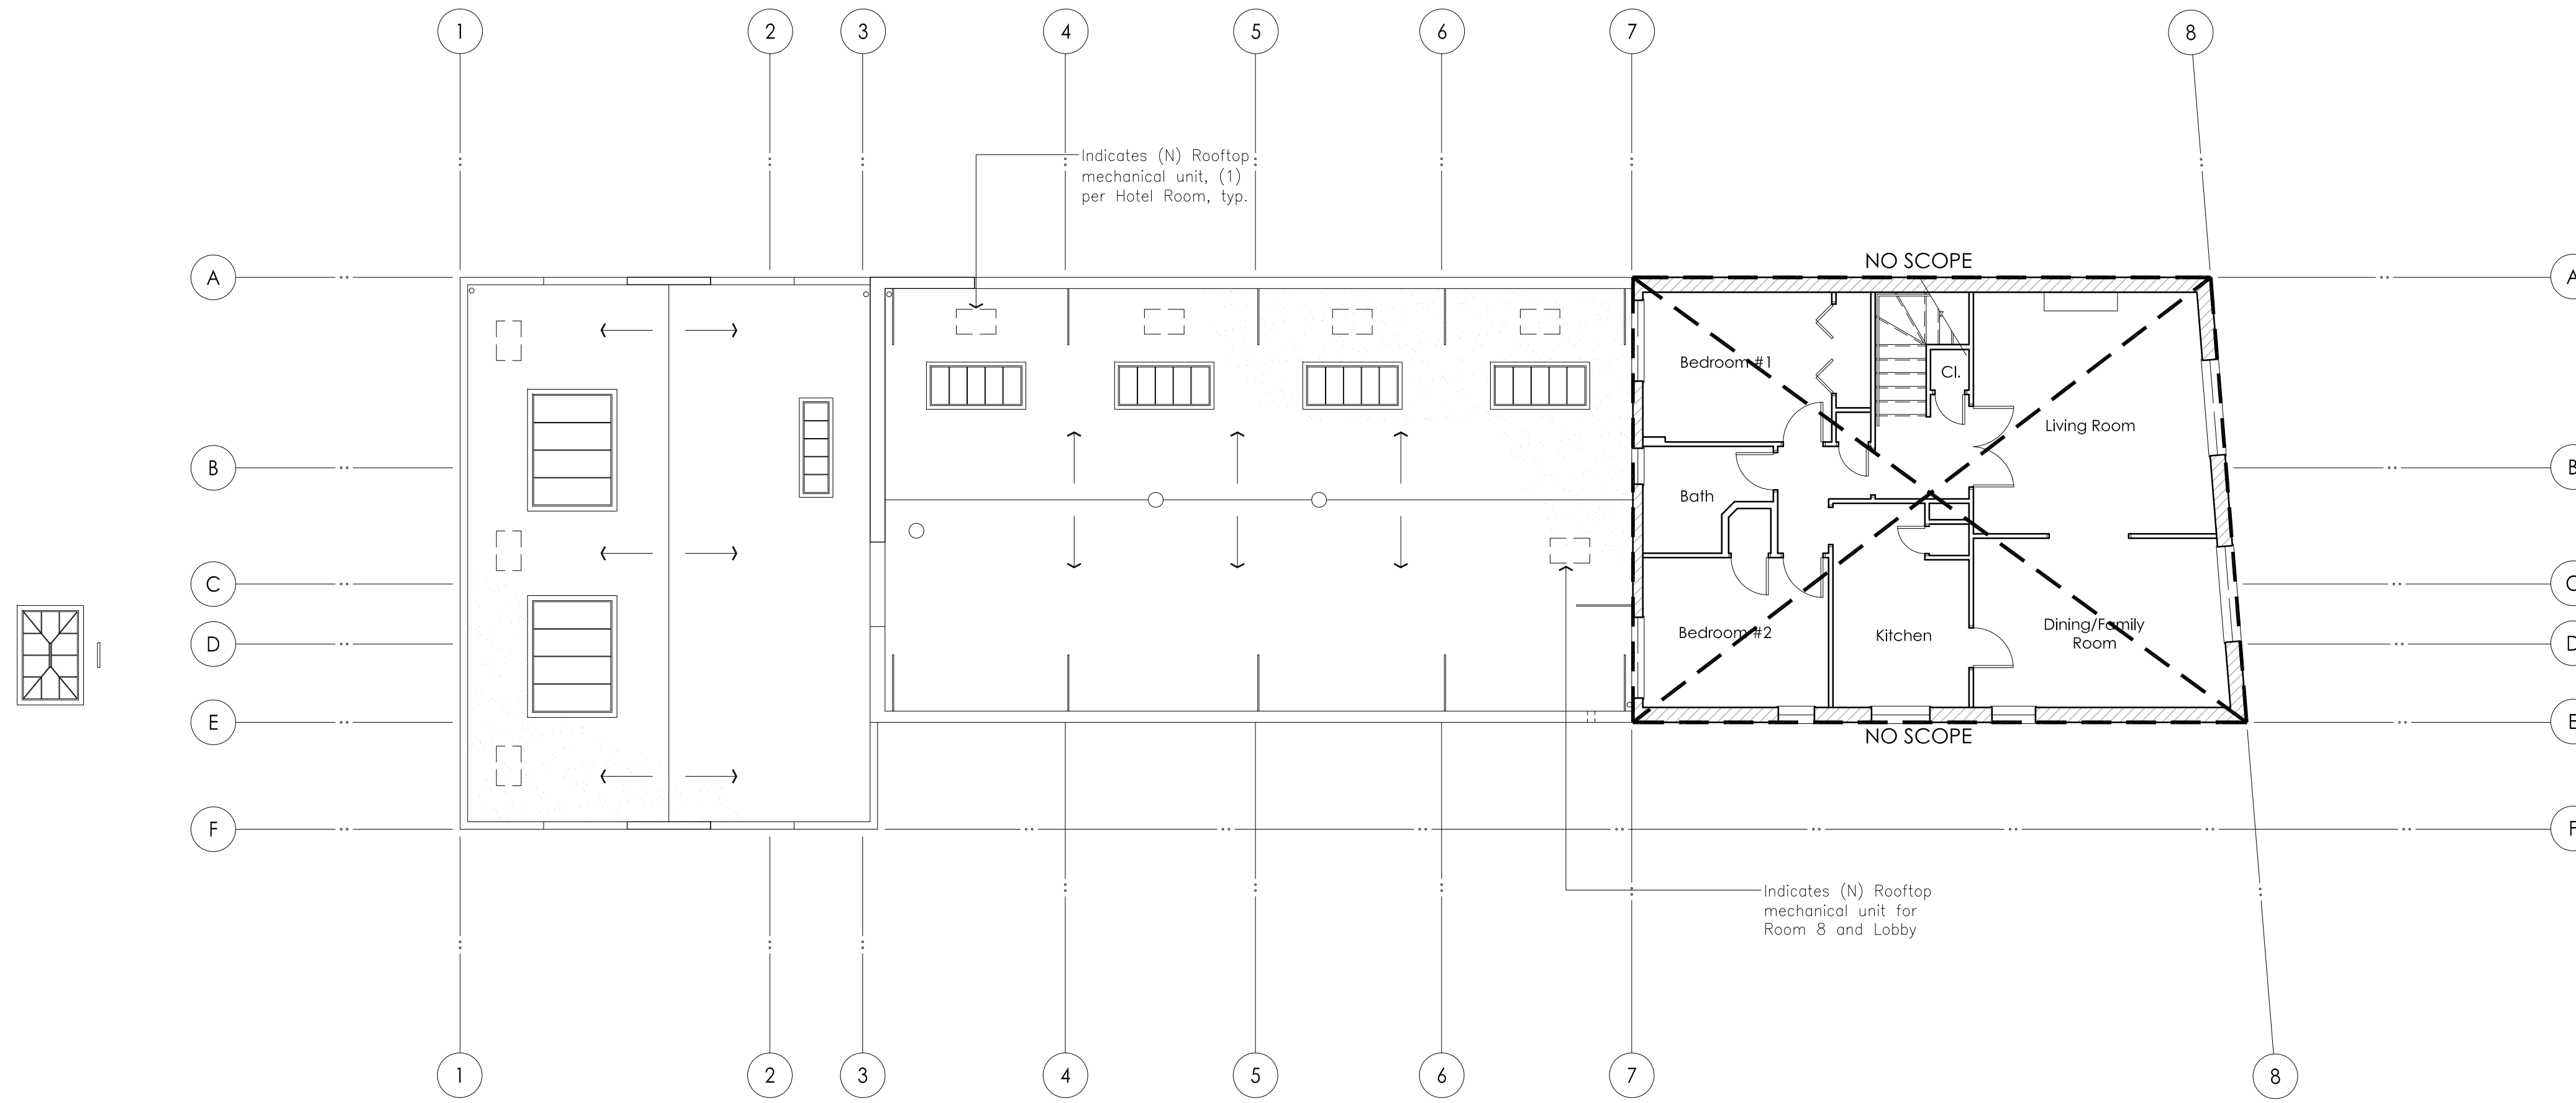 1 2 3 4 5 6 7 8
Indicates (N) Rooftop
mechanical unit, (1)
per Hotel Room, typ.
NO SCOPE
A A
Bedroom #1
Cl.
Living Room
B B
Bath
C C
Bedroom #2
Kitchen
Dining/Family
Room
D D
E E
NO SCOPE
F F
Indicates (N) Rooftop
mechanical unit for
Room 8 and Lobby
1 2 3 4 5 6 7 8